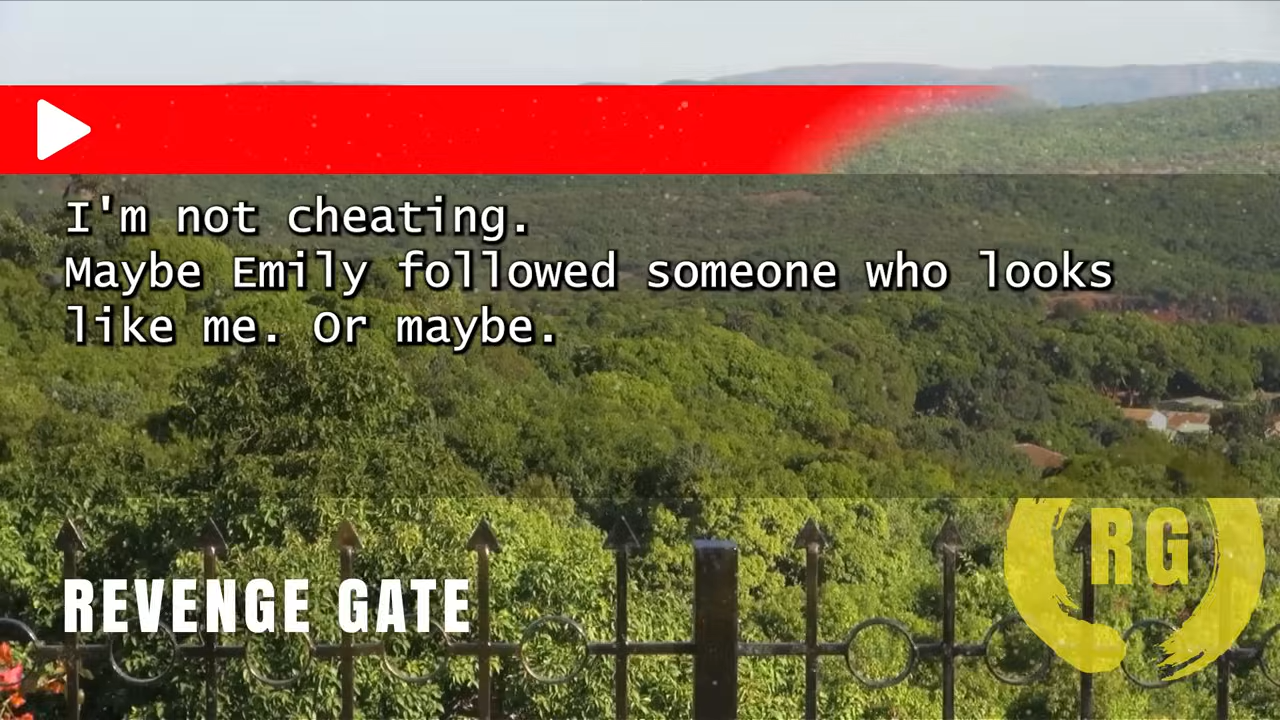 I'm not cheating.
Maybe Emily followed someone who looks
like me. Or maybe.
REVENGE GATE
RG